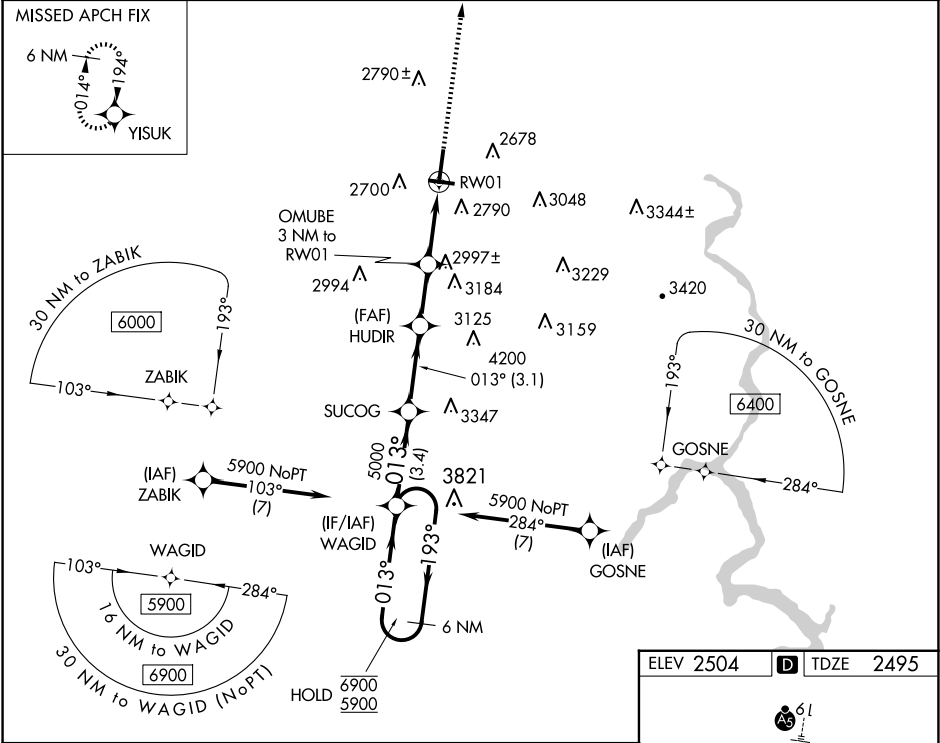 MISSED APCH FIX
6 NM
014°
194°
YISUK
2790±
2678
2700
RW01
2790
3048
3344±
OMUBE
3 NM to
RW01
2997±
2994
3184
3229
3420
(FAF)
HUDIR
3125
3159
4200
013° (3.1)
SUCOG
3347
30 NM to ZABIK
6000
193°
103°
ZABIK
30 NM to GOSNE
193°
6400
GOSNE
284°
5000
013°
(3.4)
(IAF)
ZABIK
5900 NoPT
103°
(7)
(IF/IAF)
WAGID
3821
5900 NoPT
284°
(7)
(IAF)
GOSNE
013°
193°
6 NM
HOLD
6900
5900
WAGID
103°
284°
5900
16 NM to WAGID
6900
30 NM to WAGID (NoPT)
ELEV 2504
D
TDZE 2495
A5